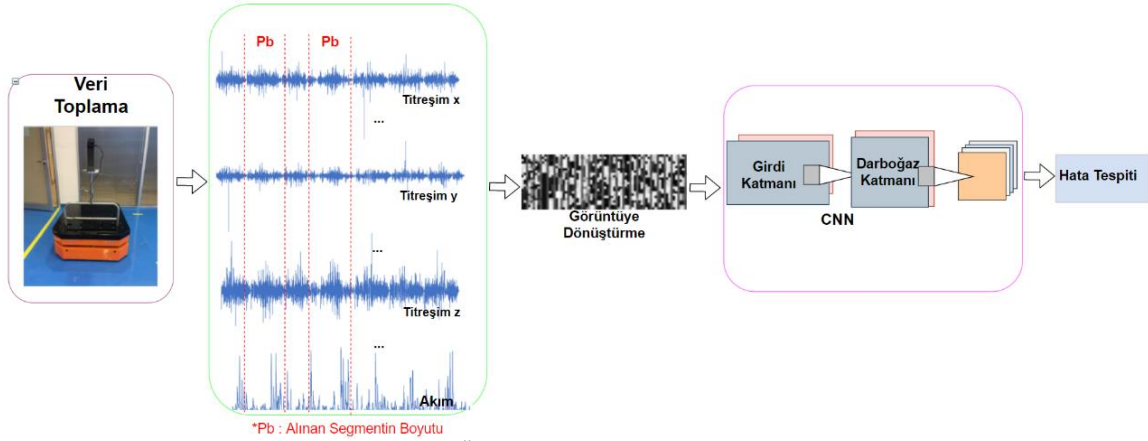 Veri
Toplama
Pb
Pb
Titreşim x
...
Titreşim y
...
Titreşim z
...
Akım
*Pb : Alınan Segmentin Boyutu
Görüntüye
Dönüştürme
Girdi
Katmanı
Darboğaz
Katmanı
CNN
Hata Tespiti